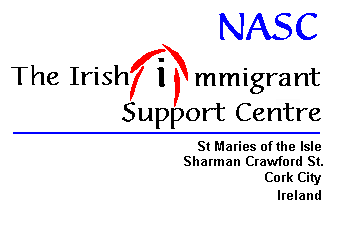 NASC
The Irish immigrant
Support Centre
St Maries of the Isle
Sharman Crawford St.
Cork City
Ireland